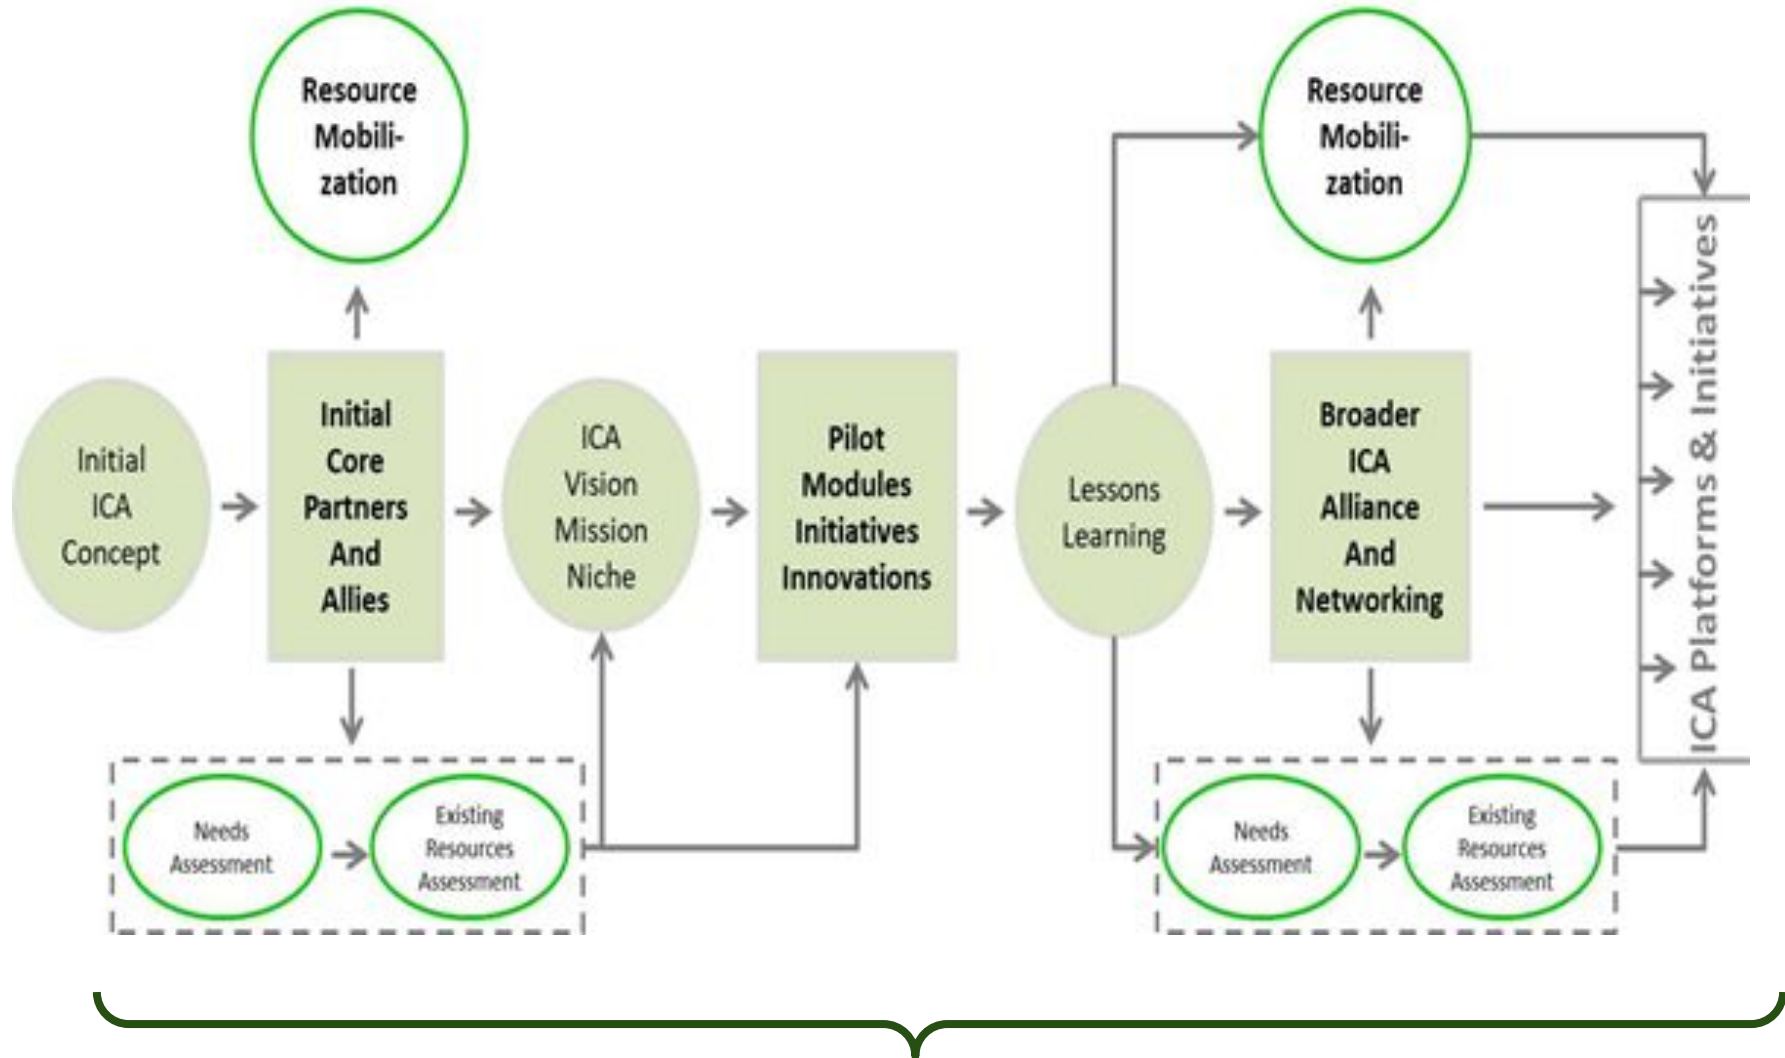 Resource
Mobili-
zation
Resource
Mobili-
zation
Initial
ICA
Concept
Initial
Core
Partners
And
Allies
ICA
Vision
Mission
Niche
Pilot
Modules
Initiatives
Innovations
Lessons
Learning
Broader
ICA
Alliance
And
Networking
ICA Platforms & Initiatives
Needs
Assessment
Existing
Resources
Assessment
Needs
Assessment
Existing
Resources
Assessment